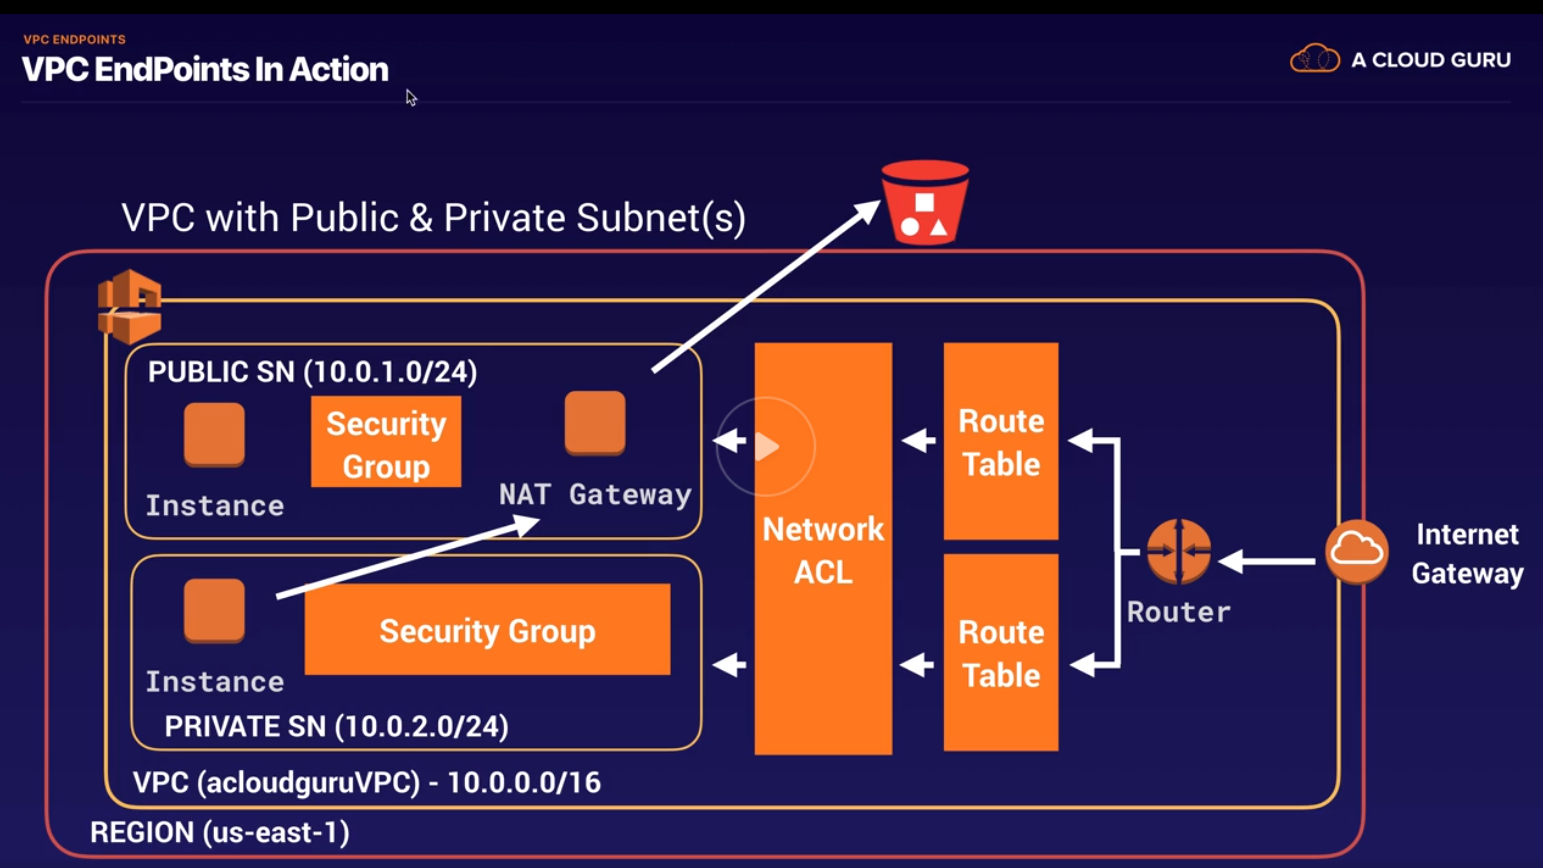 VPC ENDPOINTS
VPC EndPoints In Action
A CLOUD GURU
VPC with Public & Private Subnet(s)
PUBLIC SN (10.0.1.0/24)
Security
Group
Instance
NAT Gateway
Security Group
Instance
PRIVATE SN (10.0.2.0/24)
Network
ACL
Route
Table
Route
Table
Router
Internet
Gateway
VPC (acloudguruVPC) - 10.0.0.0/16
REGION (us-east-1)